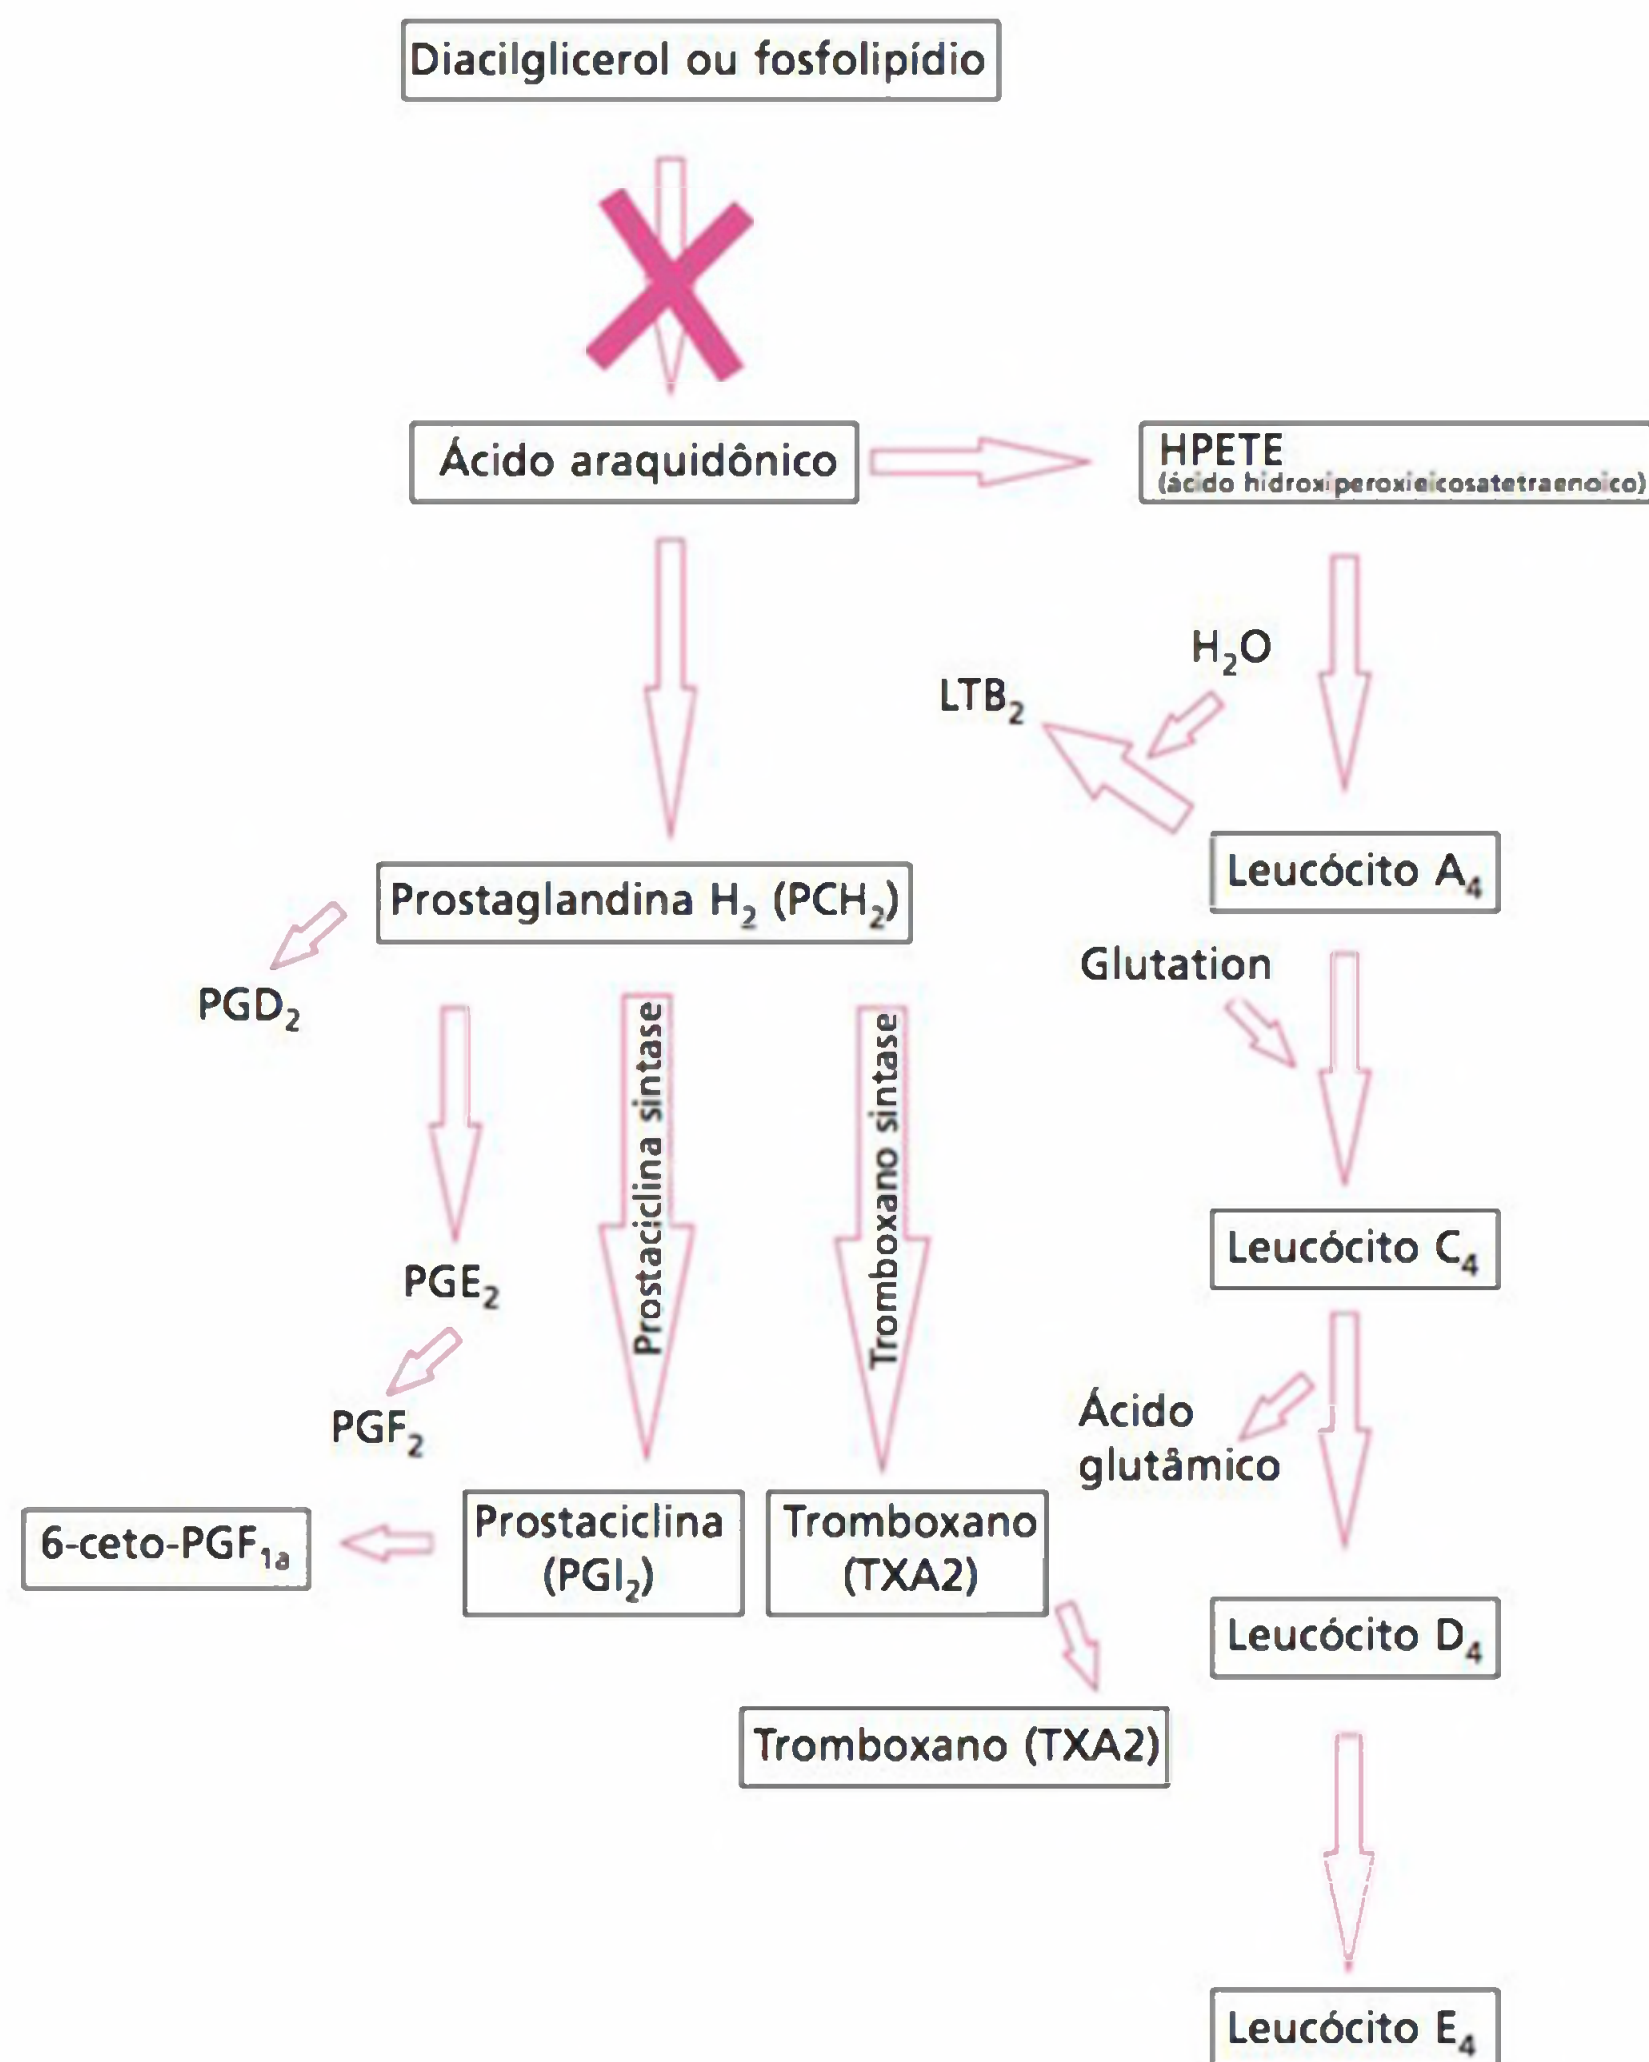 Diacilglicerol ou fosfolipídio
Ácido araquidônico
HPETE
(ácido hidroxiperoxieicosatetraenoico)
H₂O
LTB₂
Leucócito A₄
Prostaglandina H₂ (PCH₂)
PGD₂
Glutation
Prostaciclina sintase
Tromboxano sintase
Leucócito C₄
PGE₂
PGF₂
Ácido
glutâmico
6-ceto-PGF₁ₐ
Prostaciclina
(PGI₂)
Tromboxano
(TXA2)
Leucócito D₄
Tromboxano (TXA2)
Leucócito E₄